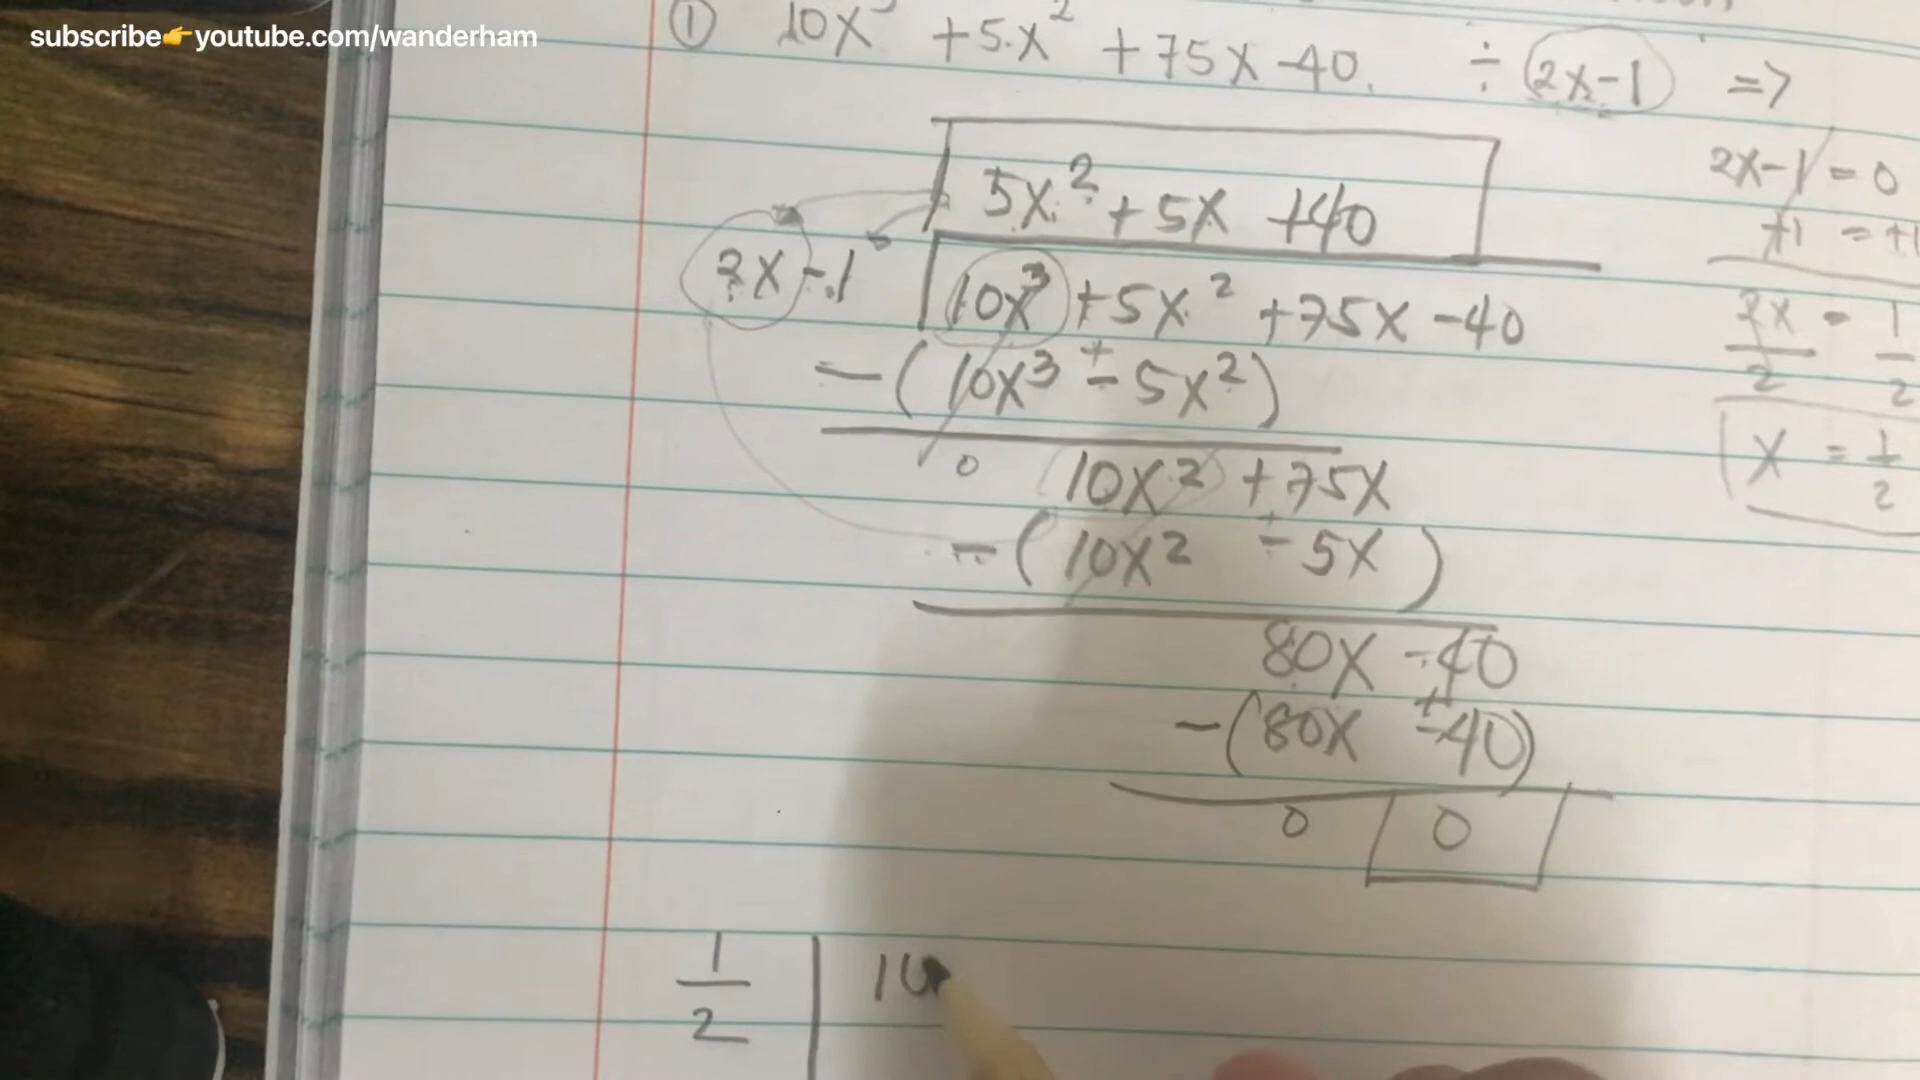 subscribe👉youtube.com/wanderham
① 10x³ +5x² +75x-40. ÷ (2x-1) =>
5x² +5x +40
2x-1 10x³ +5x² +75x -40
-(10x³ ∓ 5x²)
0 10x² +75x
-(10x² ∓ 5x)
80x -40
-(80x ∓ 40)
0 0
2x-1 = 0
+1 = +1
2x/2 = 1/2
x = 1/2
1/2 | 10